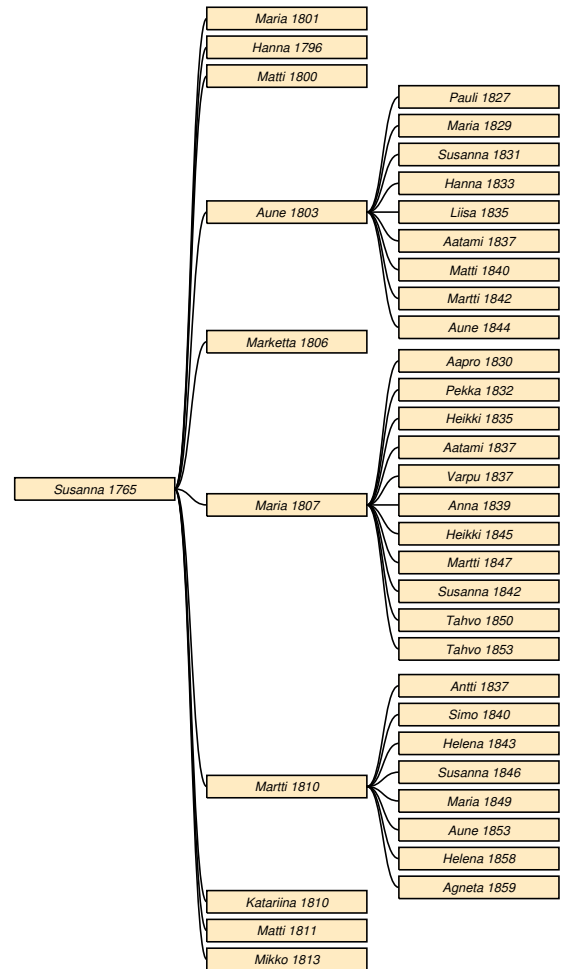 Maria 1801
Hanna 1796
Matti 1800
Pauli 1827
Maria 1829
Susanna 1831
Hanna 1833
Aune 1803
Liisa 1835
Aatami 1837
Matti 1840
Martti 1842
Aune 1844
Marketta 1806
Aapro 1830
Pekka 1832
Heikki 1835
Aatami 1837
Varpu 1837
Susanna 1765
Maria 1807
Anna 1839
Heikki 1845
Martti 1847
Susanna 1842
Tahvo 1850
Tahvo 1853
Antti 1837
Simo 1840
Helena 1843
Susanna 1846
Martti 1810
Maria 1849
Aune 1853
Helena 1858
Agneta 1859
Katariina 1810
Matti 1811
Mikko 1813